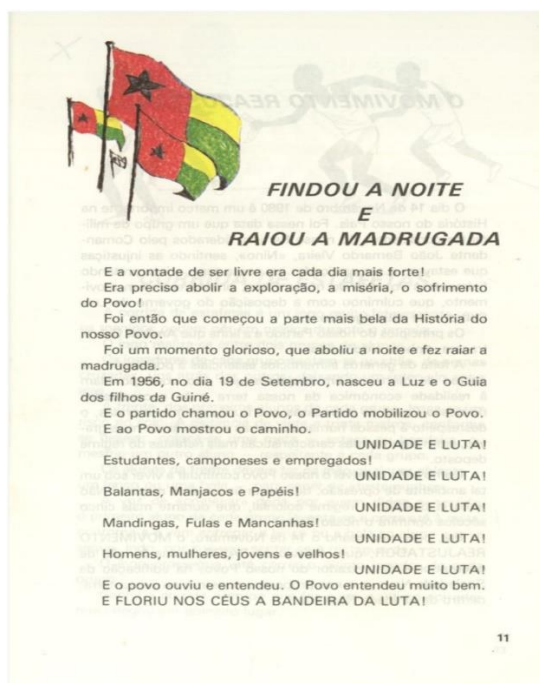 FINDOU A NOITE
E
RAIOU A MADRUGADA
E a vontade de ser livre era cada dia mais forte!
Era preciso abolir a exploração, a miséria, o sofrimento
do Povo!
Foi então que começou a parte mais bela da História do
nosso Povo.
Foi um momento glorioso, que aboliu a noite e fez raiar a
madrugada.
Em 1956, no dia 19 de Setembro, nasceu a Luz e o Guia
dos filhos da Guiné.
E o partido chamou o Povo, o Partido mobilizou o Povo.
E ao Povo mostrou o caminho.
UNIDADE E LUTA!
Estudantes, camponeses e empregados!
UNIDADE E LUTA!
Balantas, Manjacos e Papéis!
UNIDADE E LUTA!
Mandingas, Fulas e Mancanhas!
UNIDADE E LUTA!
Homens, mulheres, jovens e velhos!
UNIDADE E LUTA!
E o povo ouviu e entendeu. O Povo entendeu muito bem.
E FLORIU NOS CÉUS A BANDEIRA DA LUTA!
11